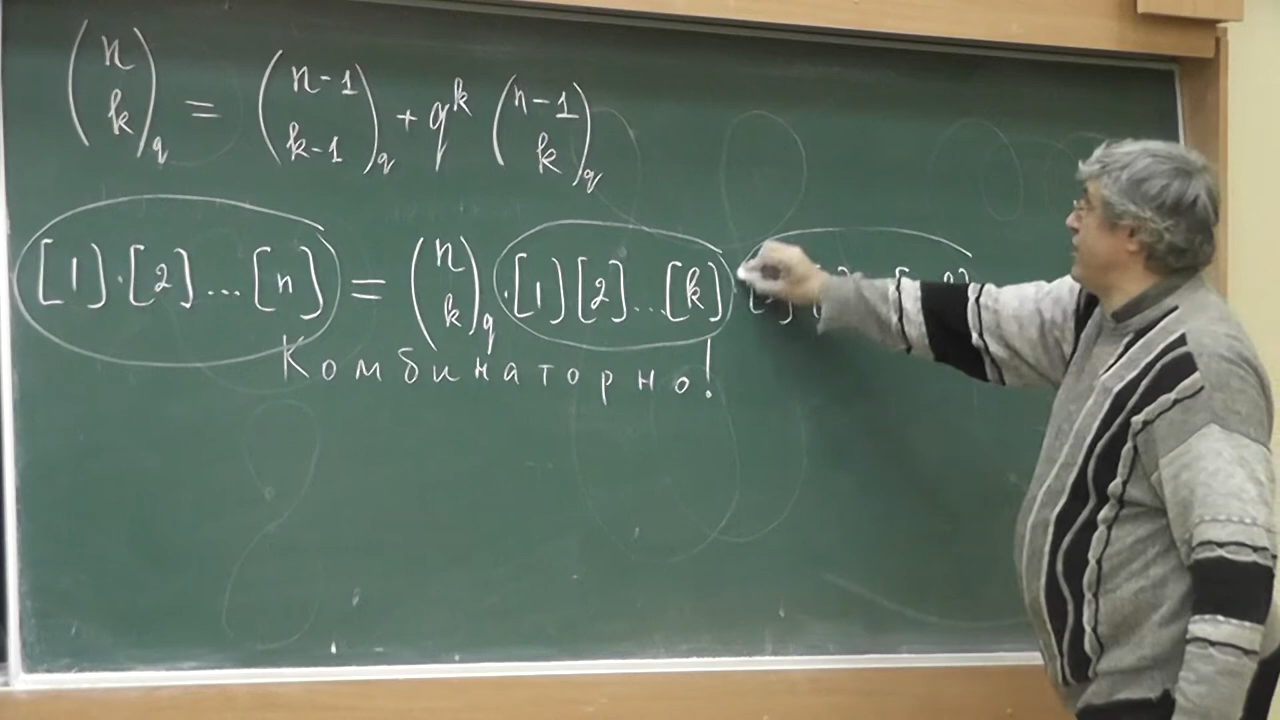 (n k)_q = (n-1 k-1)_q + q^k (n-1 k)_q
[1]·[2]...[n] = (n k)_q ·[1][2]...[k]
Комбинаторно!